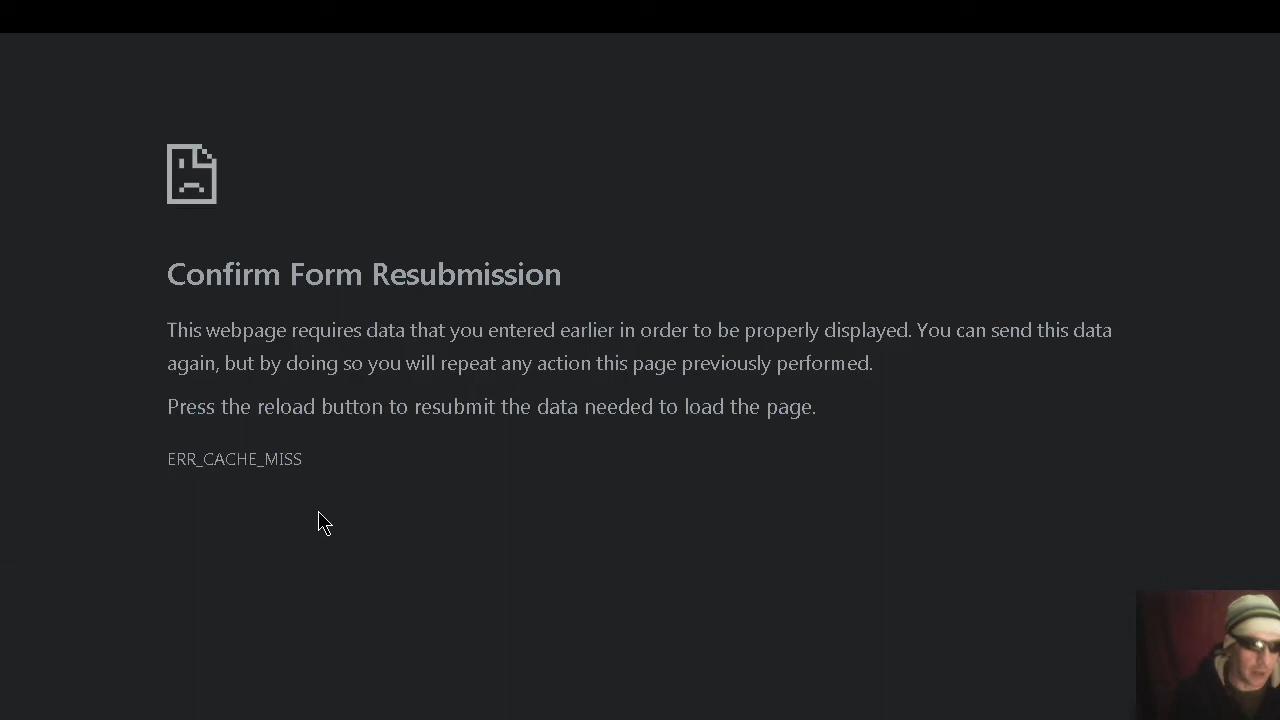 Confirm Form Resubmission
This webpage requires data that you entered earlier in order to be properly displayed. You can send this data
again, but by doing so you will repeat any action this page previously performed.
Press the reload button to resubmit the data needed to load the page.
ERR_CACHE_MISS